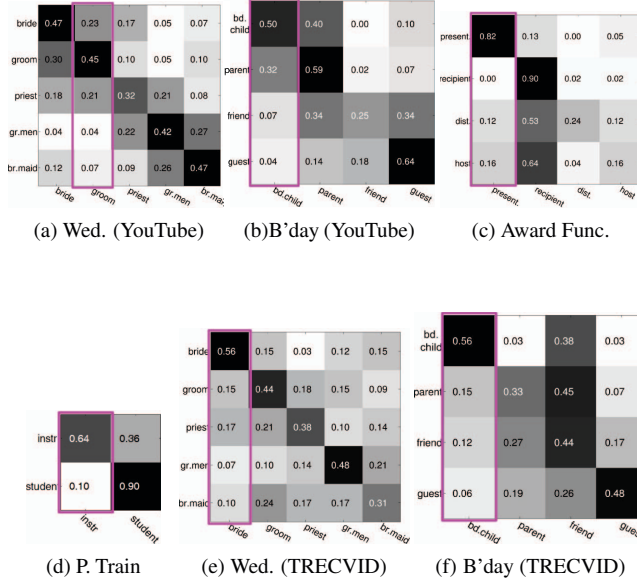 bride 0.47 0.23 0.17 0.05 0.07
groom 0.30 0.45 0.10 0.05 0.10
priest 0.18 0.21 0.32 0.21 0.08
gr.men 0.04 0.04 0.22 0.42 0.27
br.maid 0.12 0.07 0.09 0.26 0.47
bride groom priest gr.men br.maid
(a) Wed. (YouTube)
bd.
child 0.50 0.40 0.00 0.10
parent 0.32 0.59 0.02 0.07
friend 0.07 0.34 0.25 0.34
guest 0.04 0.14 0.18 0.64
bd.child parent friend guest
(b)B'day (YouTube)
present. 0.82 0.13 0.00 0.05
recipient 0.00 0.90 0.02 0.02
dist. 0.12 0.53 0.24 0.12
host 0.16 0.64 0.04 0.16
present. recipient dist. host
(c) Award Func.
instr 0.64 0.36
student 0.10 0.90
instr student
(d) P. Train
bride 0.56 0.15 0.03 0.12 0.15
groom 0.15 0.44 0.18 0.15 0.09
priest 0.17 0.21 0.38 0.10 0.14
gr.men 0.07 0.10 0.14 0.48 0.21
br.maid 0.10 0.24 0.17 0.17 0.31
bride groom priest gr.men br.maid
(e) Wed. (TRECVID)
bd.
child 0.56 0.03 0.38 0.03
parent 0.15 0.33 0.45 0.07
friend 0.12 0.27 0.44 0.17
guest 0.06 0.19 0.26 0.48
bd.child parent friend guest
(f) B'day (TRECVID)